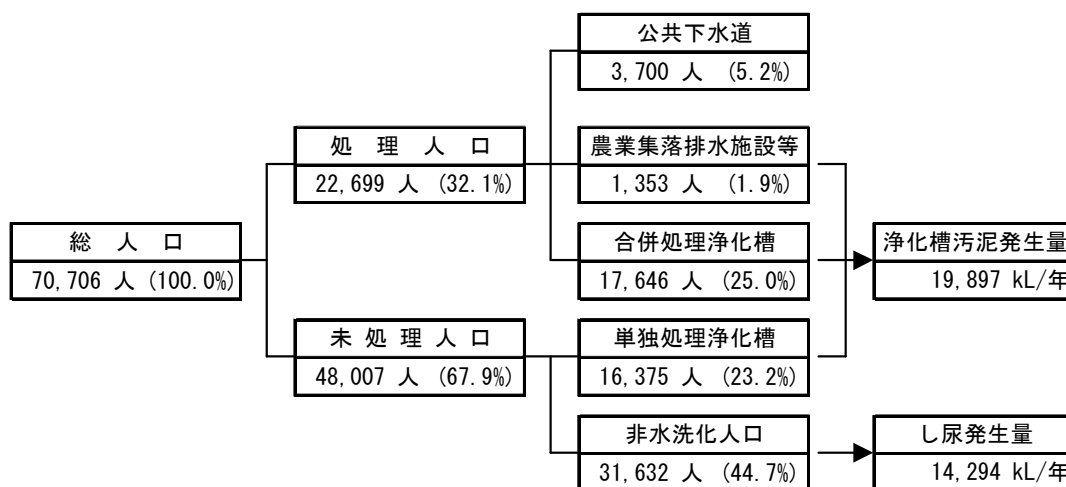 公共下水道
3,700 人 (5.2%)
処理人口
22,699 人 (32.1%)
農業集落排水施設等
1,353 人 (1.9%)
総人口
70,706 人 (100.0%)
合併処理浄化槽
17,646 人 (25.0%)
浄化槽汚泥発生量
19,897 kL/年
未処理人口
48,007 人 (67.9%)
単独処理浄化槽
16,375 人 (23.2%)
非水洗化人口
31,632 人 (44.7%)
し尿発生量
14,294 kL/年